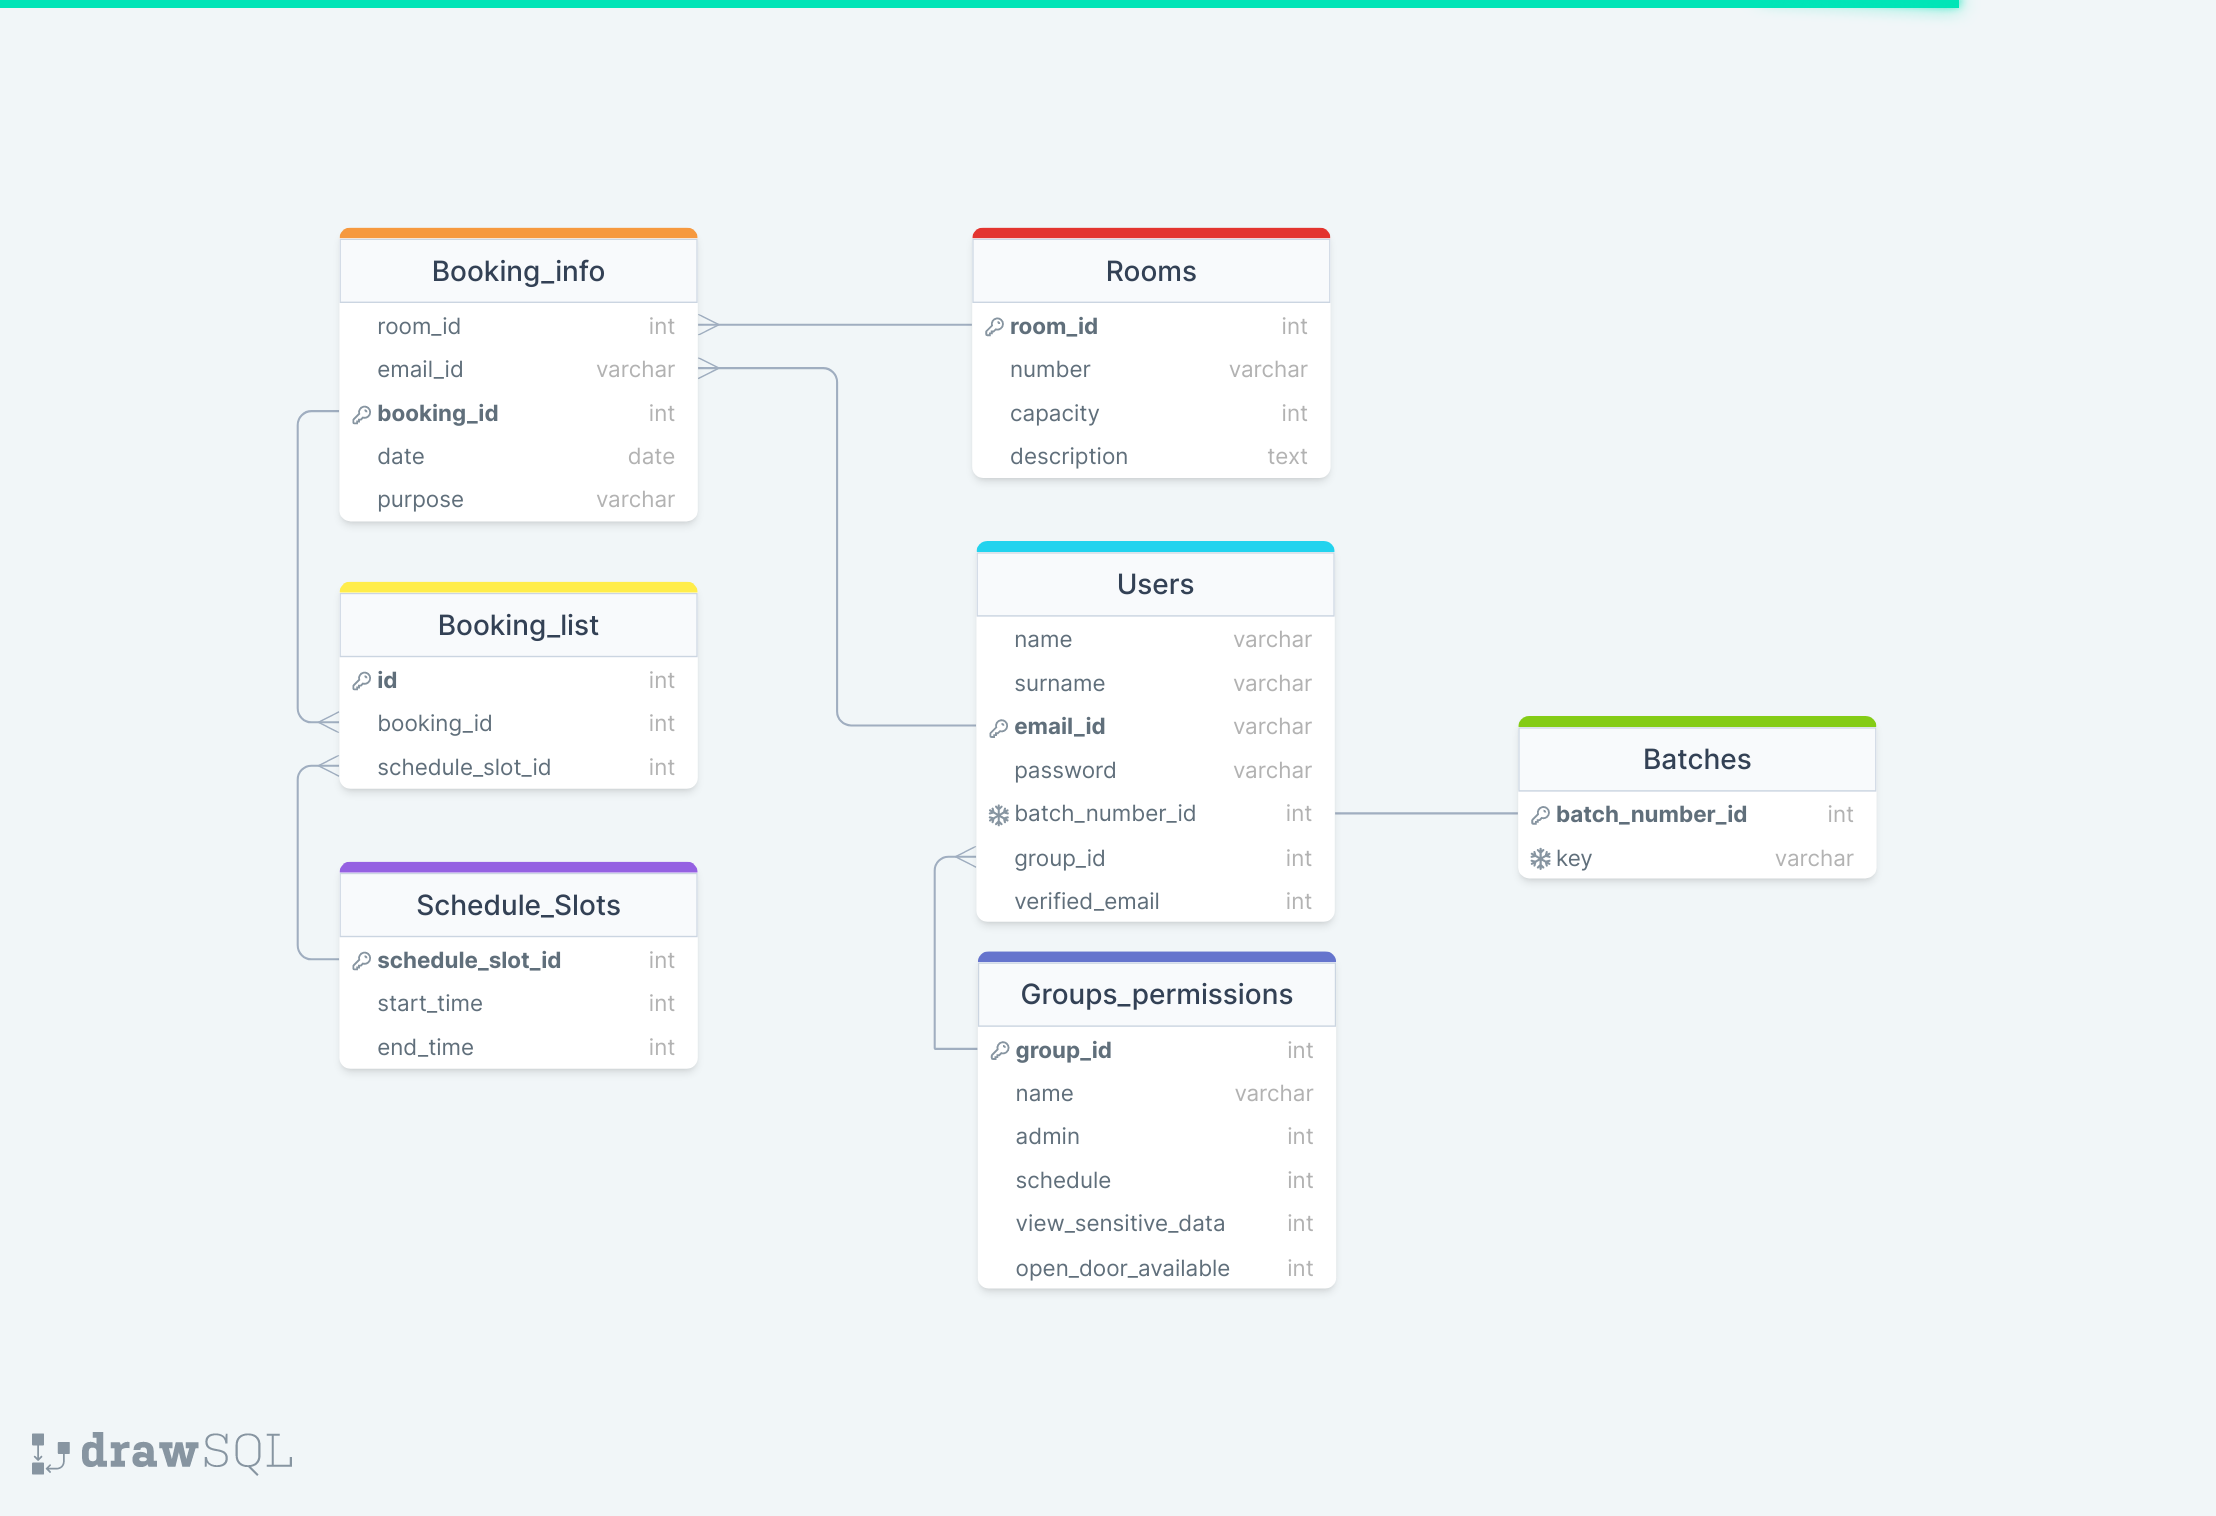 Booking_info
room_id int
email_id varchar
booking_id int
date date
purpose varchar
Rooms
room_id int
number varchar
capacity int
description text
Booking_list
id int
booking_id int
schedule_slot_id int
Users
name varchar
surname varchar
email_id varchar
password varchar
batch_number_id int
group_id int
verified_email int
Batches
batch_number_id int
key varchar
Schedule_Slots
schedule_slot_id int
start_time int
end_time int
Groups_permissions
group_id int
name varchar
admin int
schedule int
view_sensitive_data int
open_door_available int
drawSQL